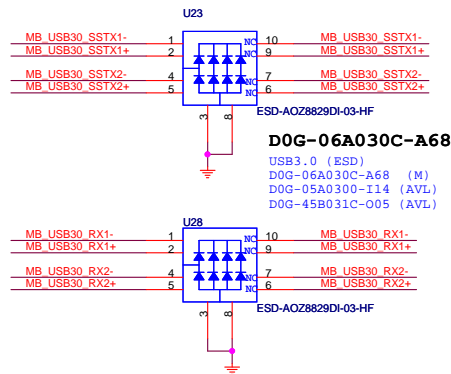 U23
MB_USB30_SSTX1- 1 NC 10 MB_USB30_SSTX1-
MB_USB30_SSTX1+ 2 NC 9 MB_USB30_SSTX1+
MB_USB30_SSTX2- 4 NC 7 MB_USB30_SSTX2-
MB_USB30_SSTX2+ 5 NC 6 MB_USB30_SSTX2+
ESD-AOZ8829DI-03-HF
3 8
D0G-06A030C-A68
USB3.0 (ESD)
D0G-06A030C-A68 (M)
D0G-05A0300-I14 (AVL)
D0G-45B031C-O05 (AVL)
U28
MB_USB30_RX1- 1 NC 10 MB_USB30_RX1-
MB_USB30_RX1+ 2 NC 9 MB_USB30_RX1+
MB_USB30_RX2- 4 NC 7 MB_USB30_RX2-
MB_USB30_RX2+ 5 NC 6 MB_USB30_RX2+
ESD-AOZ8829DI-03-HF
3 8